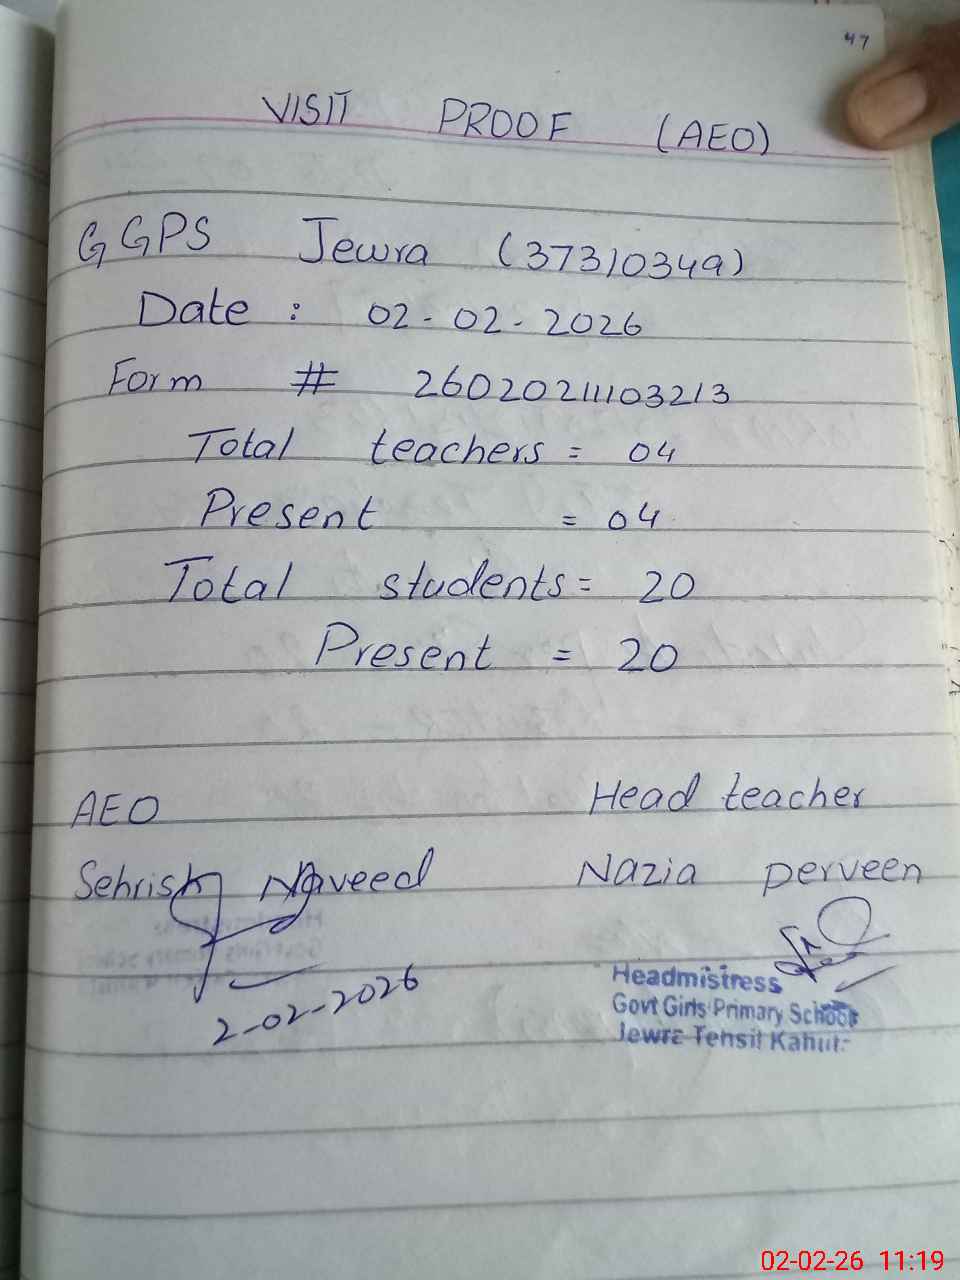 47
VISIT PROOF (AEO)
GGPS Jewra (37310349)
Date : 02-02-2026
Form # 26020211103213
Total teachers = 04
Present = 04
Total students = 20
Present = 20
AEO Head teacher
Sehrish Naveed Nazia perveen
2-02-2026
Headmistress
Govt Girls Primary School
Jewra Tehsil Kahut
02-02-26 11:19